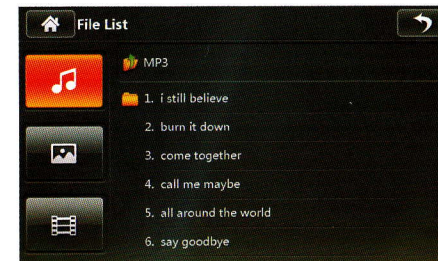 File List
MP3
1. i still believe
2. burn it down
3. come together
4. call me maybe
5. all around the world
6. say goodbye